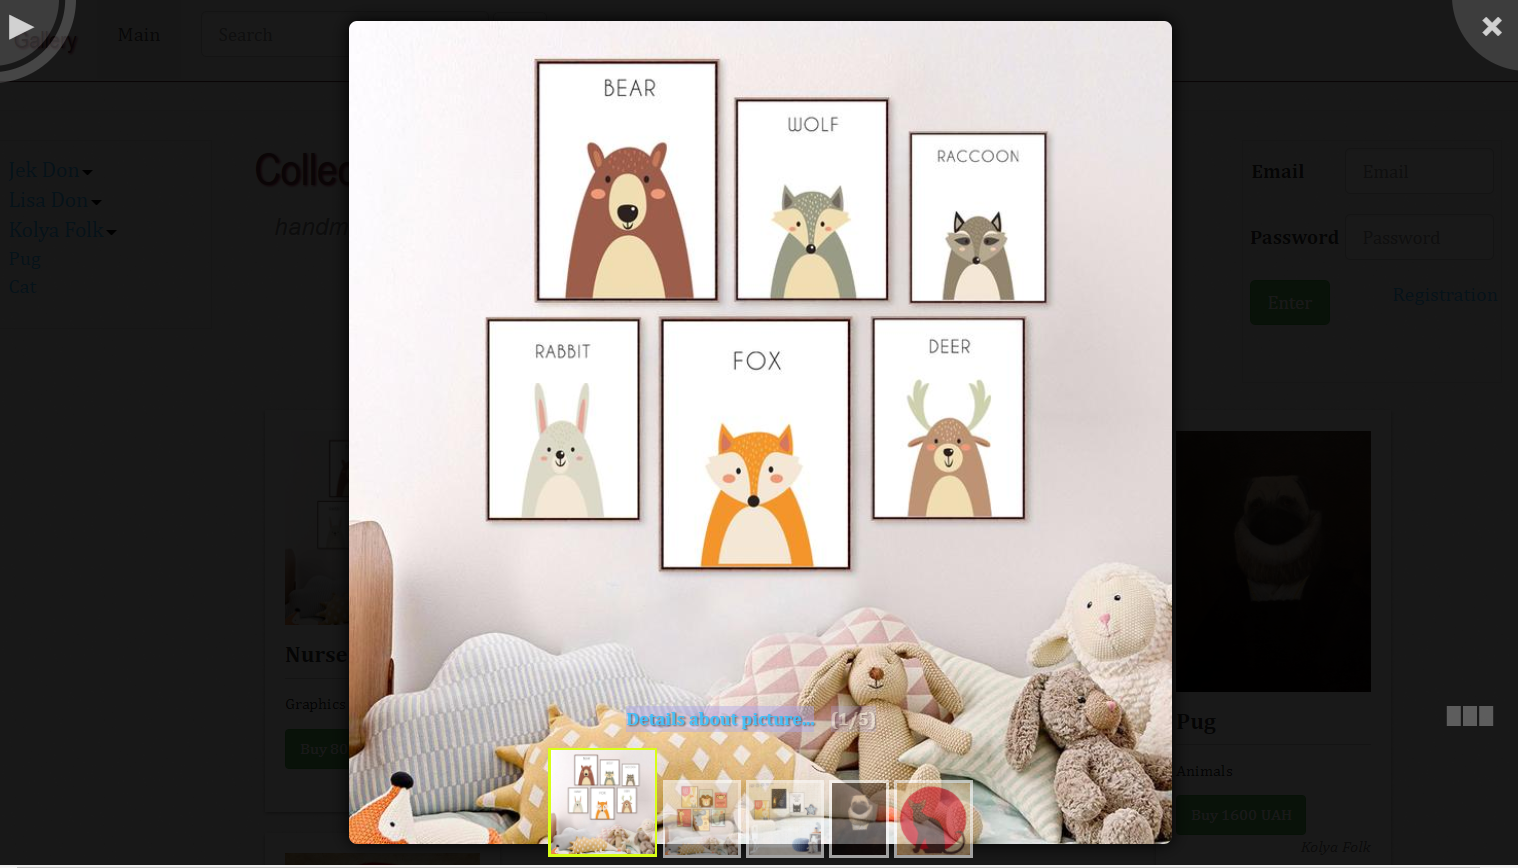 Gallery
Main
Search
BEAR
WOLF
RACCOON
RABBIT
FOX
DEER
Jek Don
Lisa Don
Kolya Folk
Pug
Cat
Email
Email
Password
Password
Enter
Registration
Graphics
Pug
Animals
Buy 1600 UAH
Kolya Folk
Details about picture... (1/5)